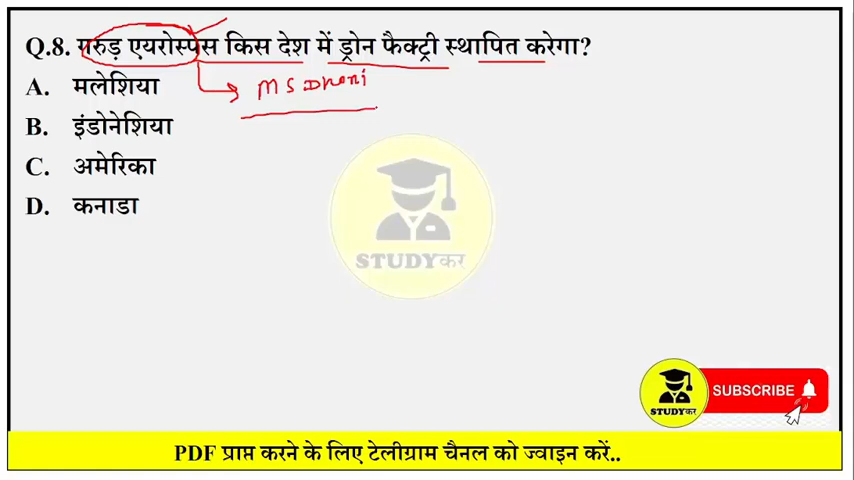 Q.8. गरुड़ एयरोस्पेस किस देश में ड्रोन फैक्ट्री स्थापित करेगा?
A. मलेशिया
MS Dhoni
B. इंडोनेशिया
C. अमेरिका
D. कनाडा
STUDYकर
STUDYकर
SUBSCRIBE
PDF प्राप्त करने के लिए टेलीग्राम चैनल को ज्वाइन करें..